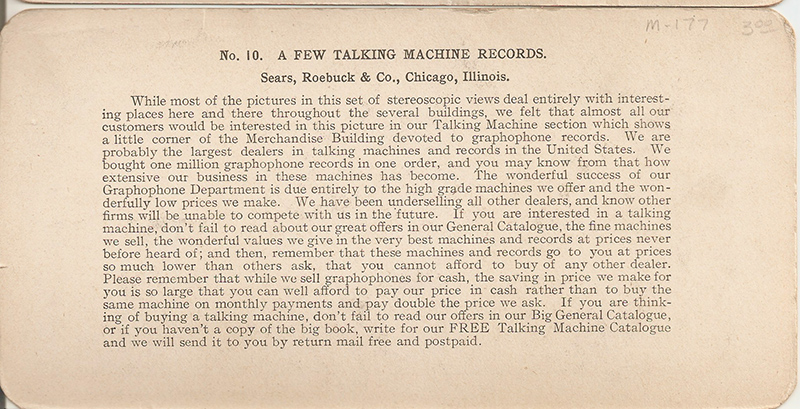 M-177 3.00
No. 10. A FEW TALKING MACHINE RECORDS.
Sears, Roebuck & Co., Chicago, Illinois.
While most of the pictures in this set of stereoscopic views deal entirely with interest-
ing places here and there throughout the several buildings, we felt that almost all our
customers would be interested in this picture in our Talking Machine section which shows
a little corner of the Merchandise Building devoted to graphophone records. We are
probably the largest dealers in talking machines and records in the United States. We
bought one million graphophone records in one order, and you may know from that how
extensive our business in these machines has become. The wonderful success of our
Graphophone Department is due entirely to the high grade machines we offer and the won-
derfully low prices we make. We have been underselling all other dealers, and know other
firms will be unable to compete with us in the future. If you are interested in a talking
machine, don't fail to read about our great offers in our General Catalogue, the fine machines
we sell, the wonderful values we give in the very best machines and records at prices never
before heard of; and then, remember that these machines and records go to you at prices
so much lower than others ask, that you cannot afford to buy of any other dealer.
Please remember that while we sell graphophones for cash, the saving in price we make for
you is so large that you can well afford to pay our price in cash rather than to buy the
same machine on monthly payments and pay double the price we ask. If you are think-
ing of buying a talking machine, don't fail to read our offers in our Big General Catalogue,
or if you haven't a copy of the big book, write for our FREE Talking Machine Catalogue
and we will send it to you by return mail free and postpaid.